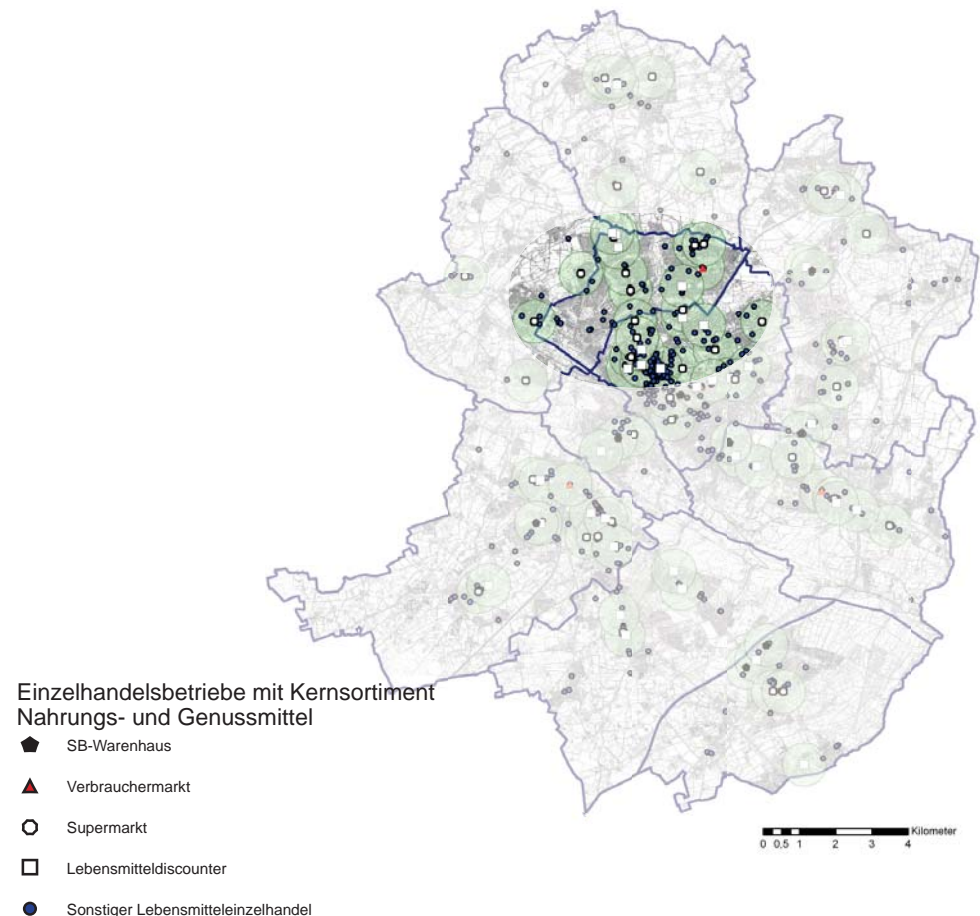 Einzelhandelsbetriebe mit Kernsortiment
Nahrungs- und Genussmittel
SB-Warenhaus
Verbrauchermarkt
Supermarkt
Lebensmitteldiscounter
Sonstiger Lebensmitteleinzelhandel
Kilometer
0 0,5 1 2 3 4